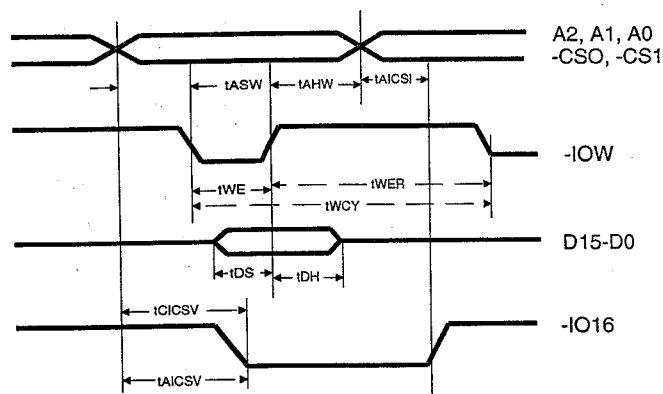 A2, A1, A0
-CSO, -CS1
tASW
tAHW
tAICSI
-IOW
tWE
tWER
tWCY
D15-D0
tDS
tDH
tCICSV
-IO16
tAICSV